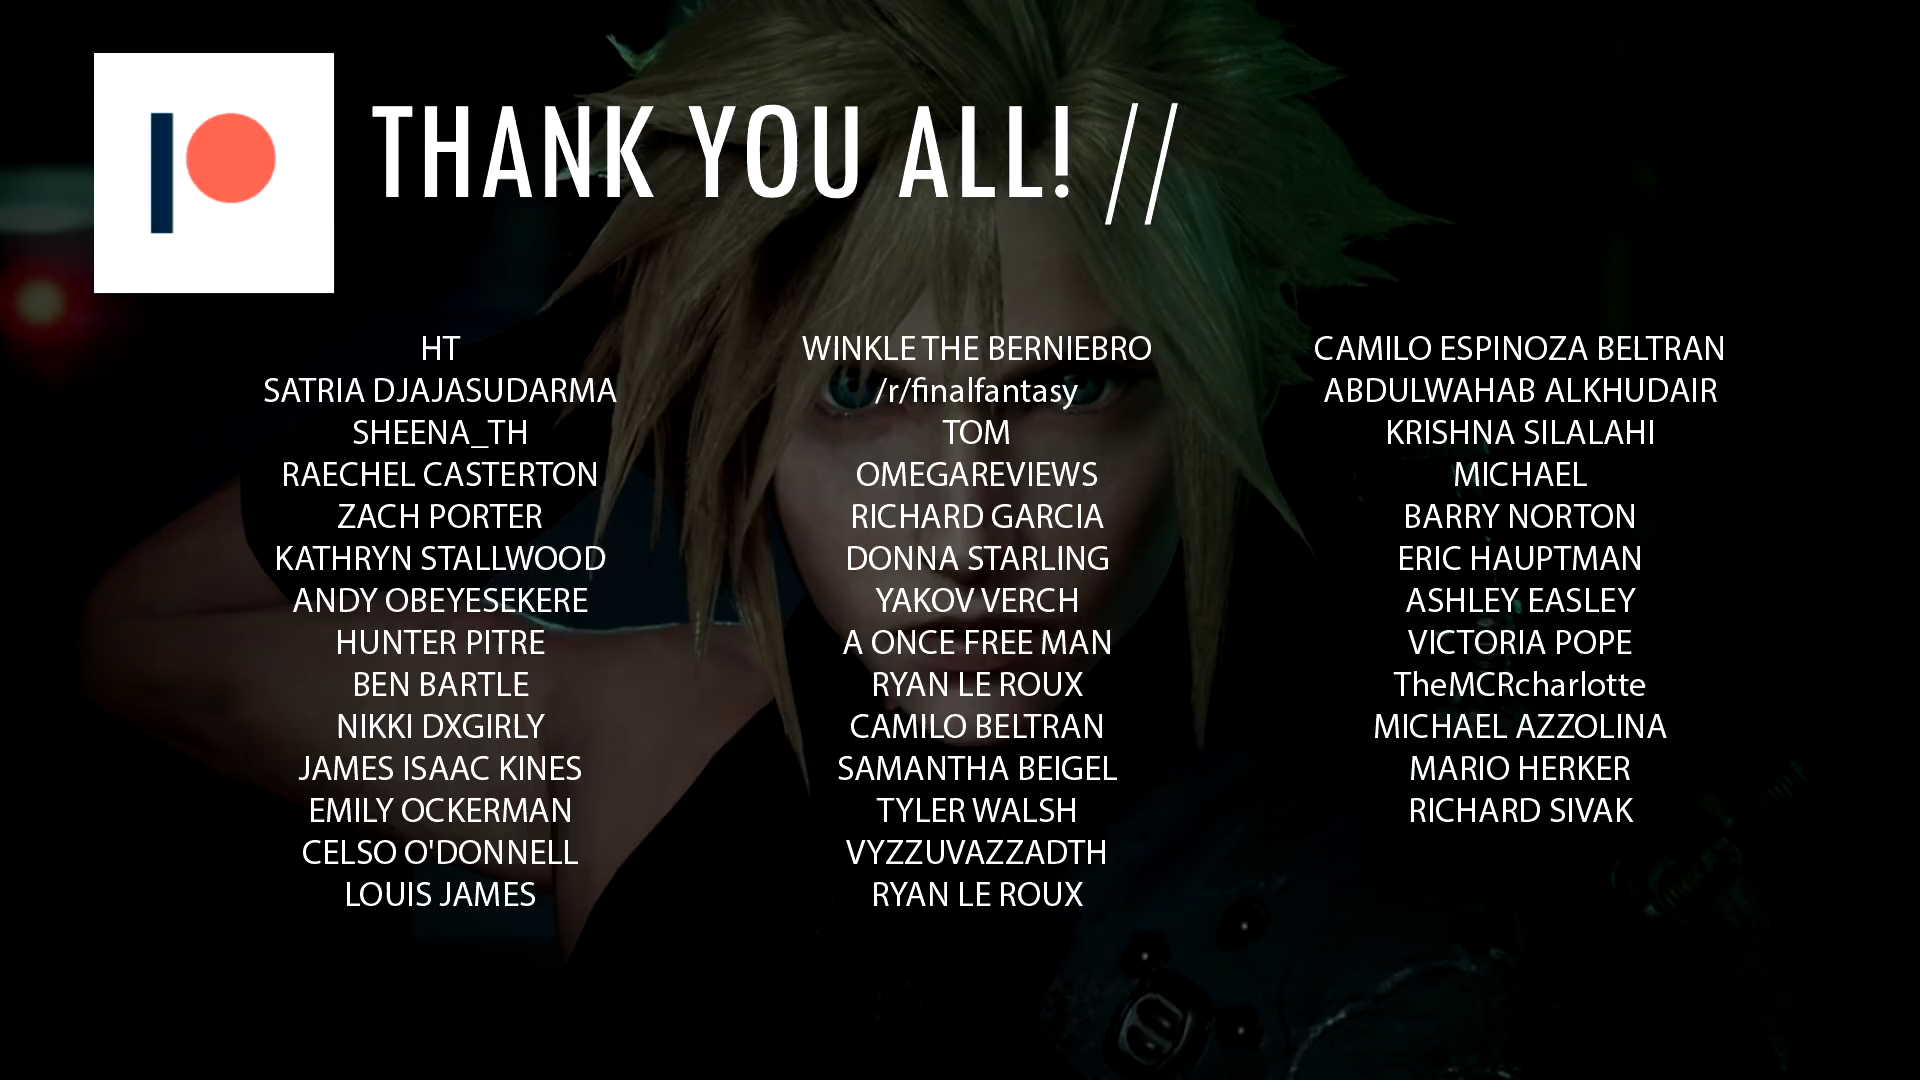 THANK YOU ALL! //
HT
SATRIA DJAJASUDARMA
SHEENA_TH
RAECHEL CASTERTON
ZACH PORTER
KATHRYN STALLWOOD
ANDY OBEYESEKERE
HUNTER PITRE
BEN BARTLE
NIKKI DXGIRLY
JAMES ISAAC KINES
EMILY OCKERMAN
CELSO O'DONNELL
LOUIS JAMES
WINKLE THE BERNIEBRO
/r/finalfantasy
TOM
OMEGAREVIEWS
RICHARD GARCIA
DONNA STARLING
YAKOV VERCH
A ONCE FREE MAN
RYAN LE ROUX
CAMILO BELTRAN
SAMANTHA BEIGEL
TYLER WALSH
VYZZUVAZZADTH
RYAN LE ROUX
CAMILO ESPINOZA BELTRAN
ABDULWAHAB ALKHUDAIR
KRISHNA SILALAHI
MICHAEL
BARRY NORTON
ERIC HAUPTMAN
ASHLEY EASLEY
VICTORIA POPE
TheMCRcharlotte
MICHAEL AZZOLINA
MARIO HERKER
RICHARD SIVAK